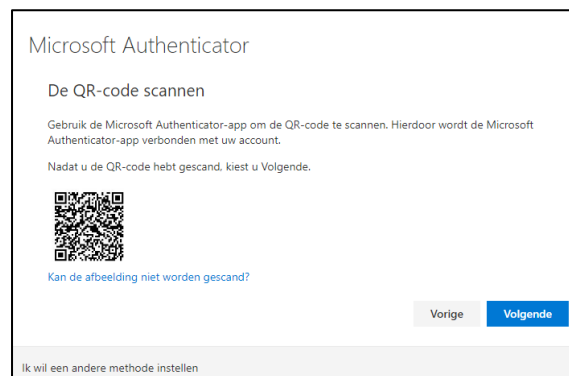 Microsoft Authenticator
De QR-code scannen
Gebruik de Microsoft Authenticator-app om de QR-code te scannen. Hierdoor wordt de Microsoft
Authenticator-app verbonden met uw account.
Nadat u de QR-code hebt gescand, kiest u Volgende.
Kan de afbeelding niet worden gescand?
Vorige Volgende
Ik wil een andere methode instellen